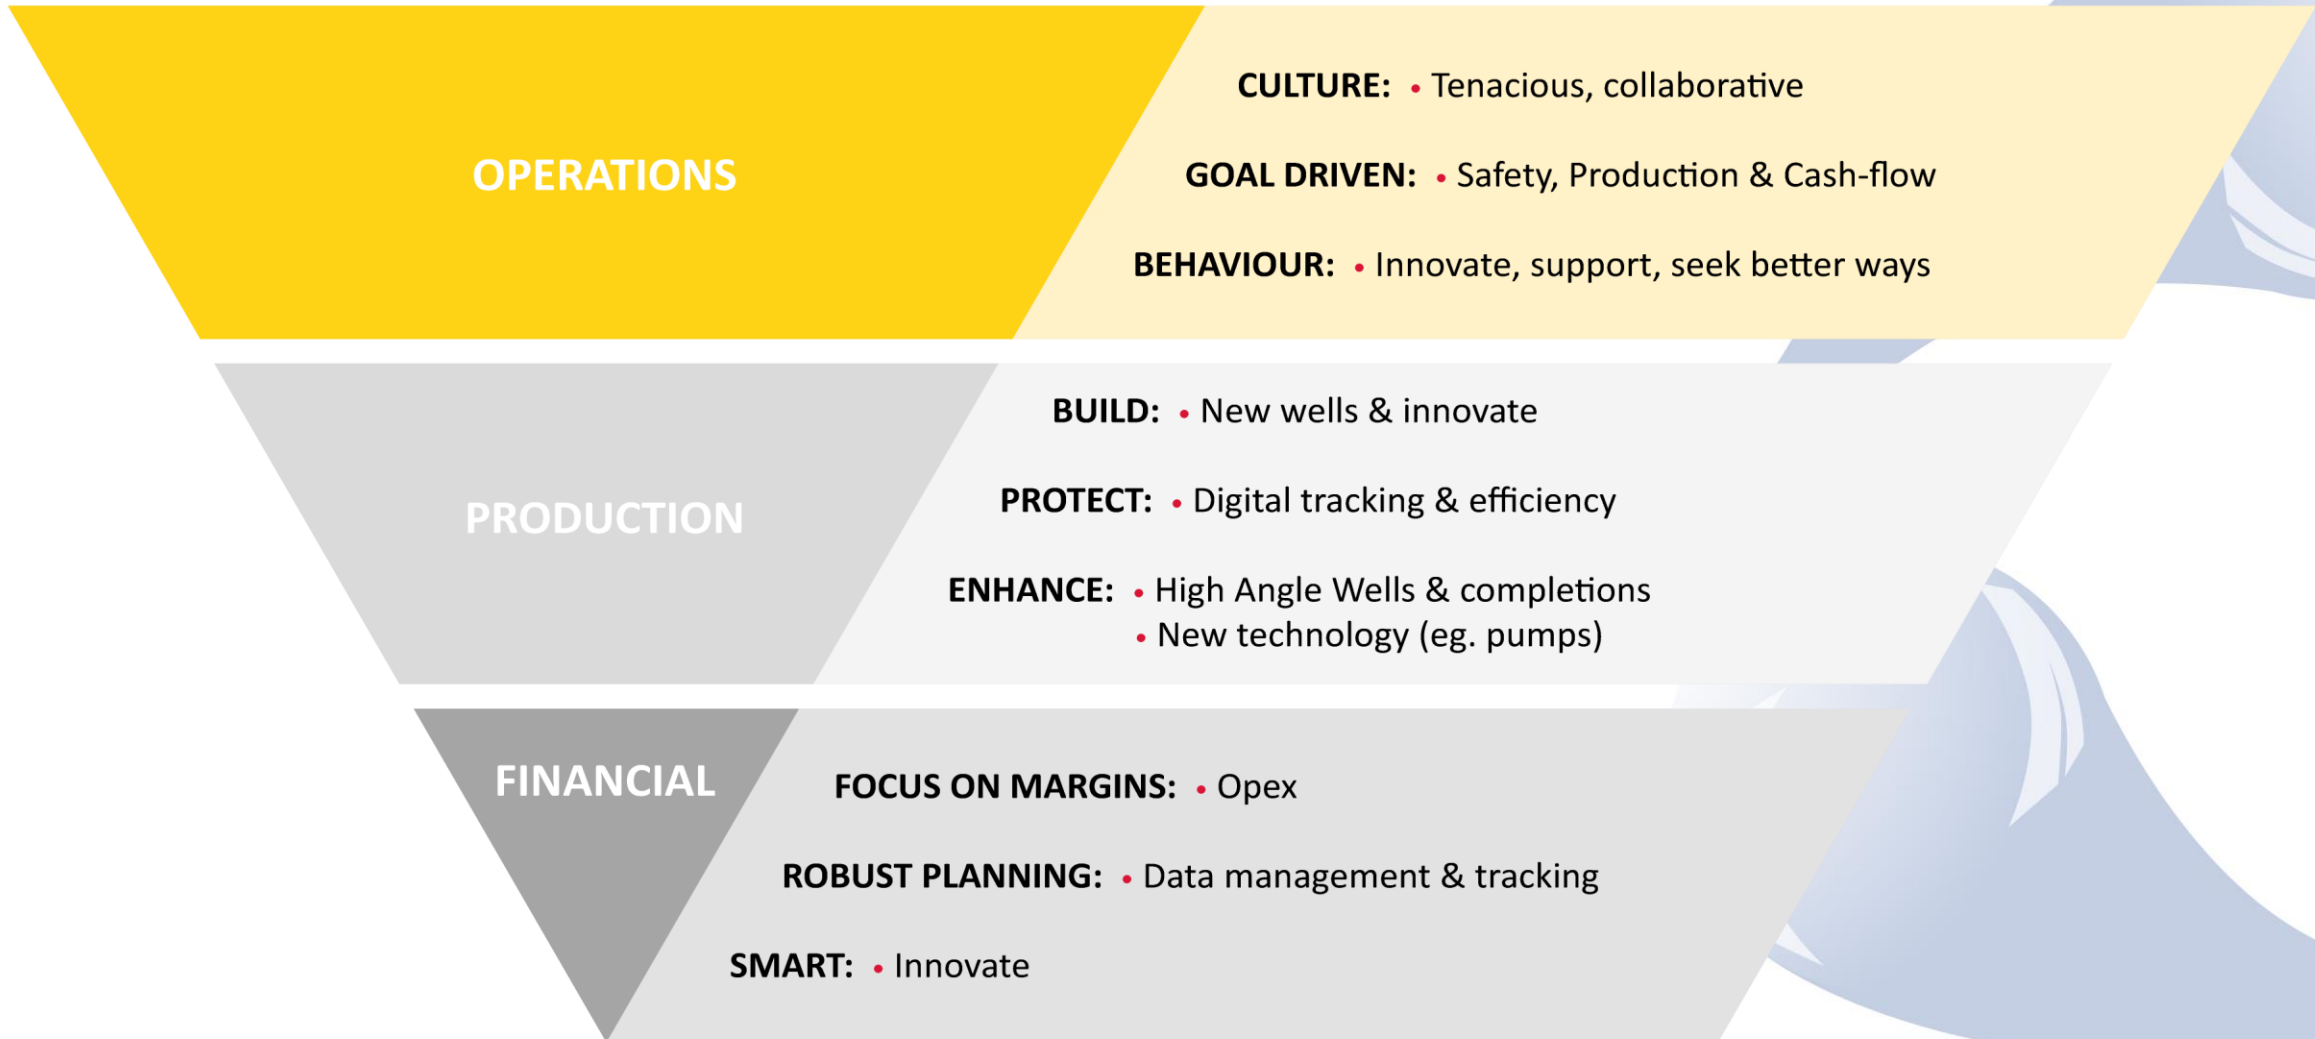 OPERATIONS
CULTURE: • Tenacious, collaborative
GOAL DRIVEN: • Safety, Production & Cash-flow
BEHAVIOUR: • Innovate, support, seek better ways
PRODUCTION
BUILD: • New wells & innovate
PROTECT: • Digital tracking & efficiency
ENHANCE: • High Angle Wells & completions
• New technology (eg. pumps)
FINANCIAL
FOCUS ON MARGINS: • Opex
ROBUST PLANNING: • Data management & tracking
SMART: • Innovate